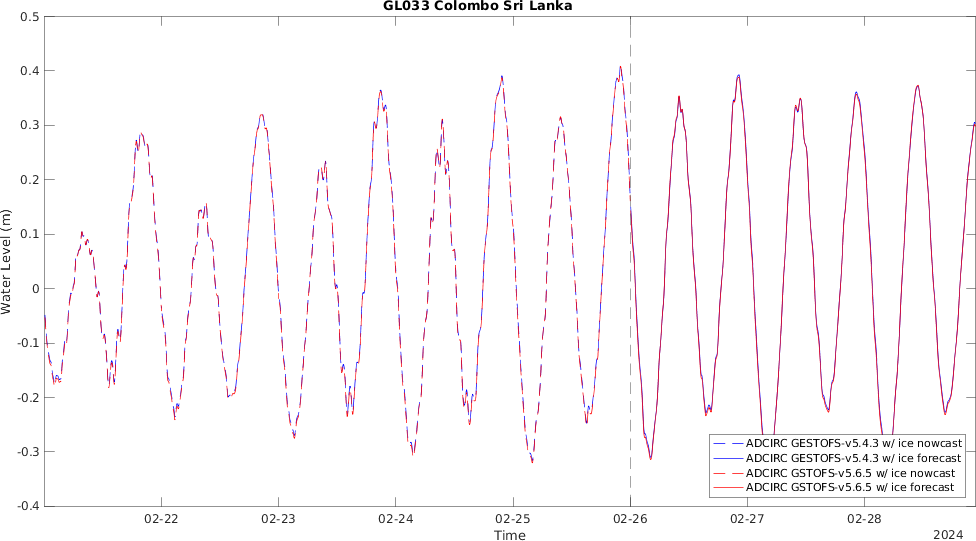 GL033 Colombo Sri Lanka
0.5
0.4
0.3
0.2
0.1
0
-0.1
-0.2
-0.3
-0.4
Water Level (m)
02-22
02-23
02-24
02-25
02-26
02-27
02-28
Time
2024
ADCIRC GESTOFS-v5.4.3 w/ ice nowcast
ADCIRC GESTOFS-v5.4.3 w/ ice forecast
ADCIRC GSTOFS-v5.6.5 w/ ice nowcast
ADCIRC GSTOFS-v5.6.5 w/ ice forecast